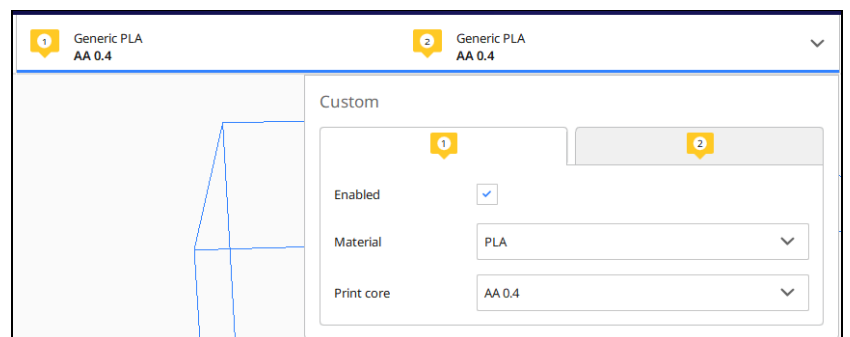 1 Generic PLA 2 Generic PLA
AA 0.4 AA 0.4
Custom
1 2
Enabled
Material PLA
Print core AA 0.4